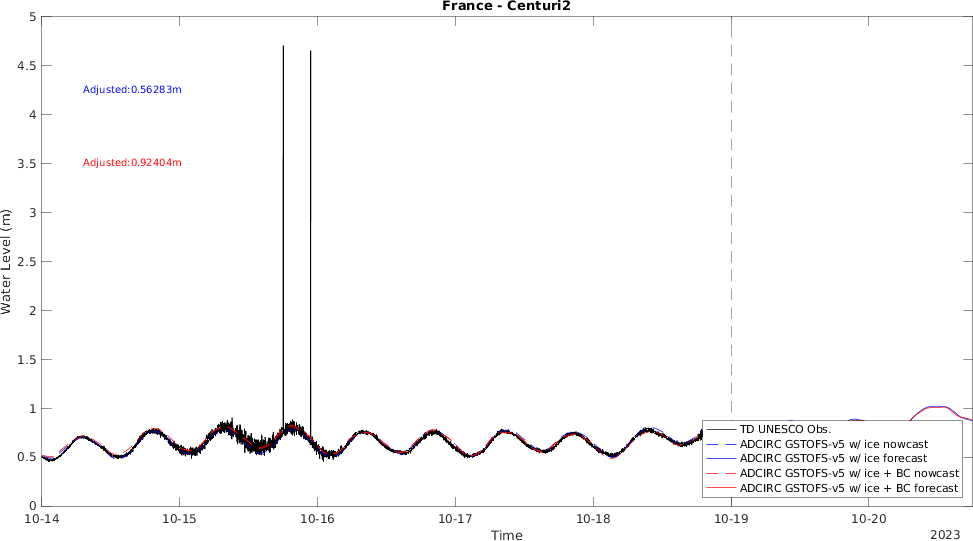 France - Centuri2
5
4.5
Adjusted:0.56283m
4
Adjusted:0.92404m
3.5
3
2.5
2
1.5
1
0.5
0
Water Level (m)
TD UNESCO Obs.
ADCIRC GSTOFS-v5 w/ ice nowcast
ADCIRC GSTOFS-v5 w/ ice forecast
ADCIRC GSTOFS-v5 w/ ice + BC nowcast
ADCIRC GSTOFS-v5 w/ ice + BC forecast
10-14 10-15 10-16 10-17 10-18 10-19 10-20
Time
2023